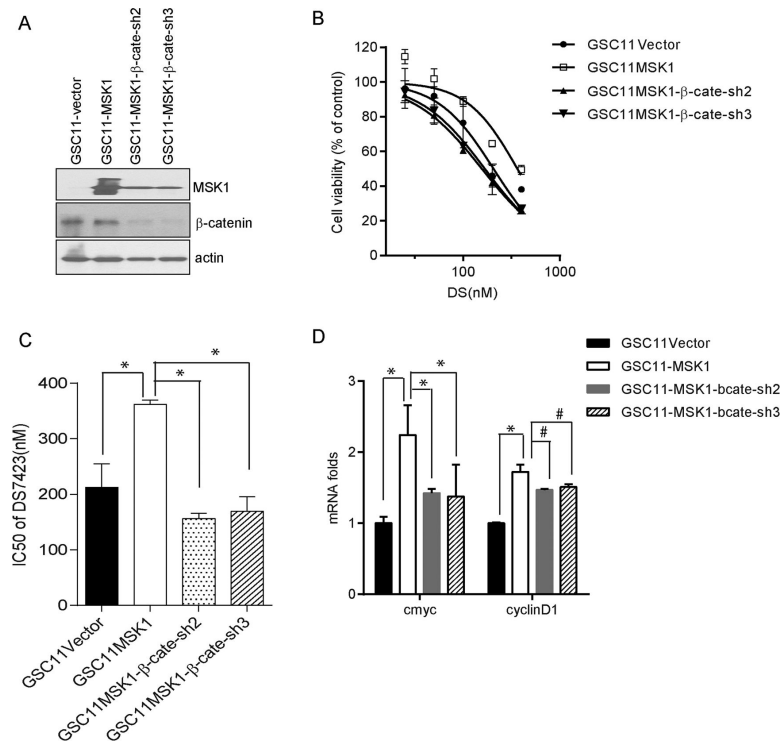 A
GSC11-vector
GSC11-MSK1
GSC11-MSK1-β-cate-sh2
GSC11-MSK1-β-cate-sh3
MSK1
β-catenin
actin
B
Cell viability (% of control)
120
100
80
60
40
20
0
100
1000
DS(nM)
GSC11 Vector
GSC11MSK1
GSC11MSK1-β-cate-sh2
GSC11MSK1-β-cate-sh3
C
IC50 of DS7423(nM)
400
300
200
100
0
*
*
*
GSC11Vector
GSC11MSK1
GSC11MSK1-β-cate-sh2
GSC11MSK1-β-cate-sh3
D
GSC11Vector
GSC11-MSK1
GSC11-MSK1-bcate-sh2
GSC11-MSK1-bcate-sh3
mRNA folds
3
2
1
0
*
*
*
*
#
#
cmyc
cyclinD1